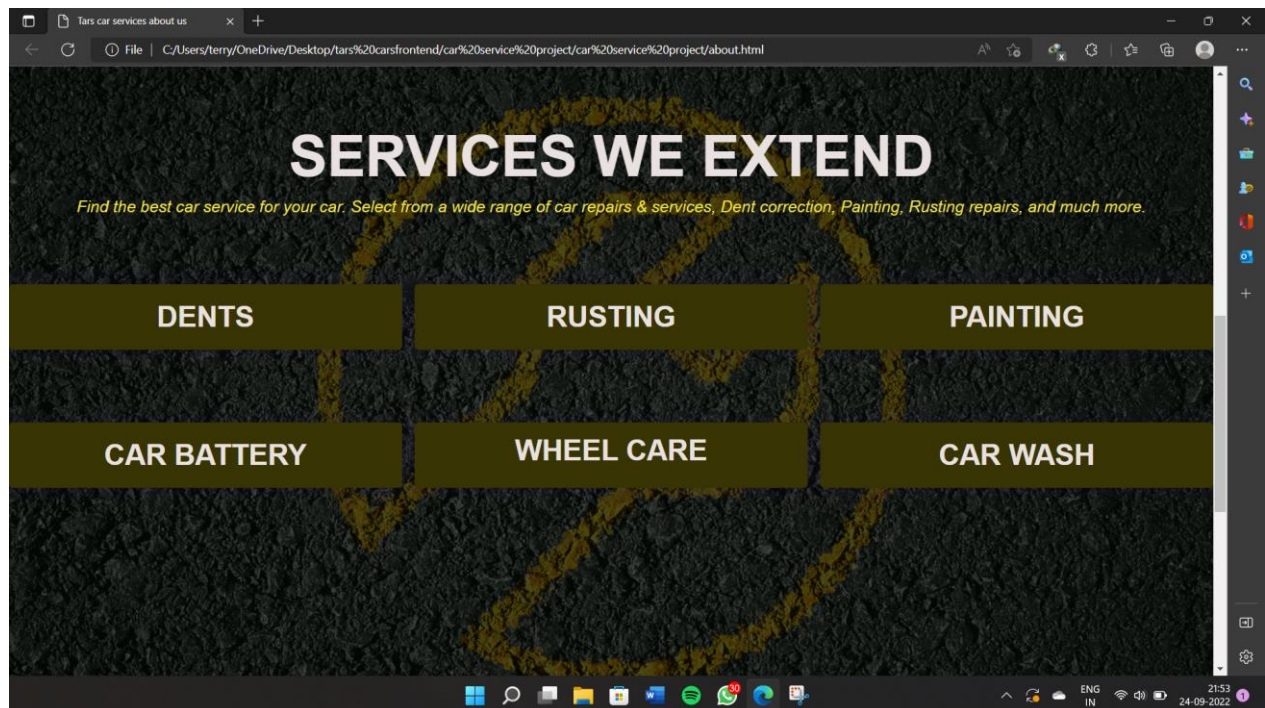 Tars car services about us
File | C:/Users/terry/OneDrive/Desktop/tars%20carsfrontend/car%20service%20project/car%20service%20project/about.html
SERVICES WE EXTEND
Find the best car service for your car. Select from a wide range of car repairs & services, Dent correction, Painting, Rusting repairs, and much more.
DENTS RUSTING PAINTING
CAR BATTERY WHEEL CARE CAR WASH
30
ENG 21:53
IN 24-09-2022 1